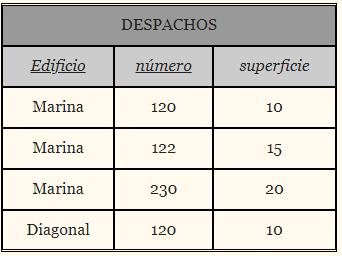 DESPACHOS
Edificio número superficie
Marina 120 10
Marina 122 15
Marina 230 20
Diagonal 120 10